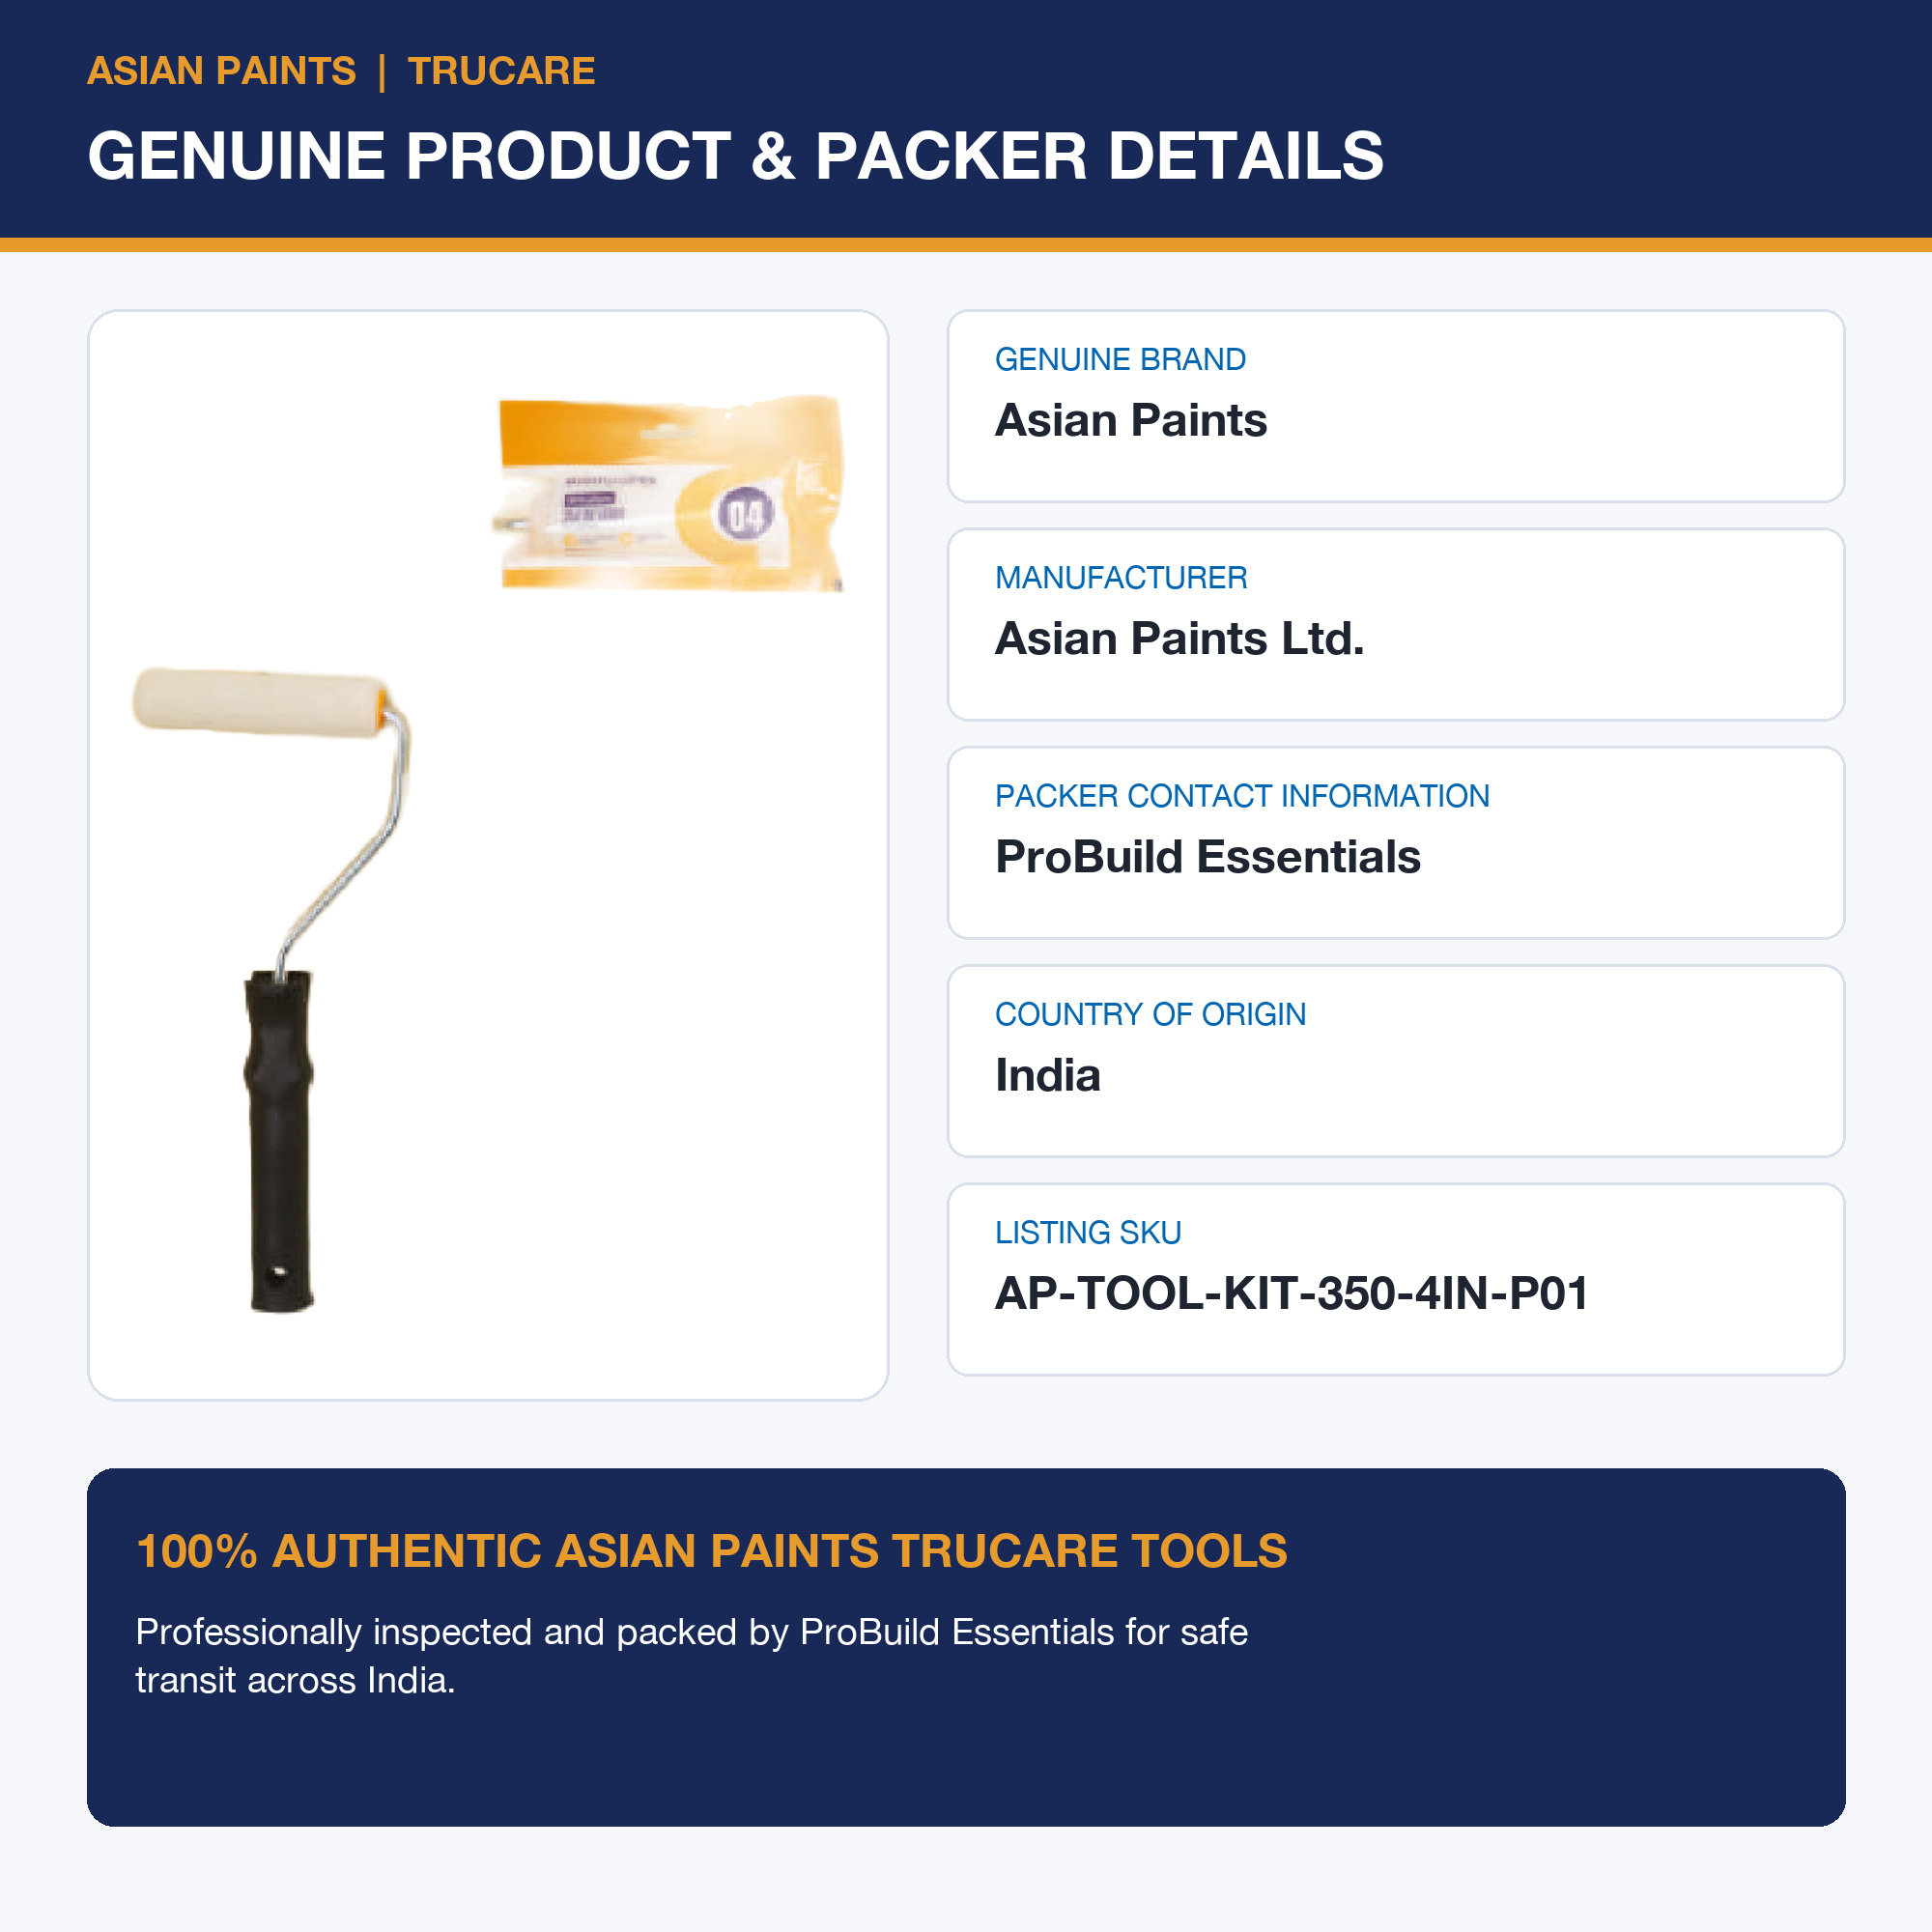 ASIAN PAINTS | TRUCARE
GENUINE PRODUCT & PACKER DETAILS
04
GENUINE BRAND
Asian Paints
MANUFACTURER
Asian Paints Ltd.
PACKER CONTACT INFORMATION
ProBuild Essentials
COUNTRY OF ORIGIN
India
LISTING SKU
AP-TOOL-KIT-350-4IN-P01
100% AUTHENTIC ASIAN PAINTS TRUCARE TOOLS
Professionally inspected and packed by ProBuild Essentials for safe
transit across India.